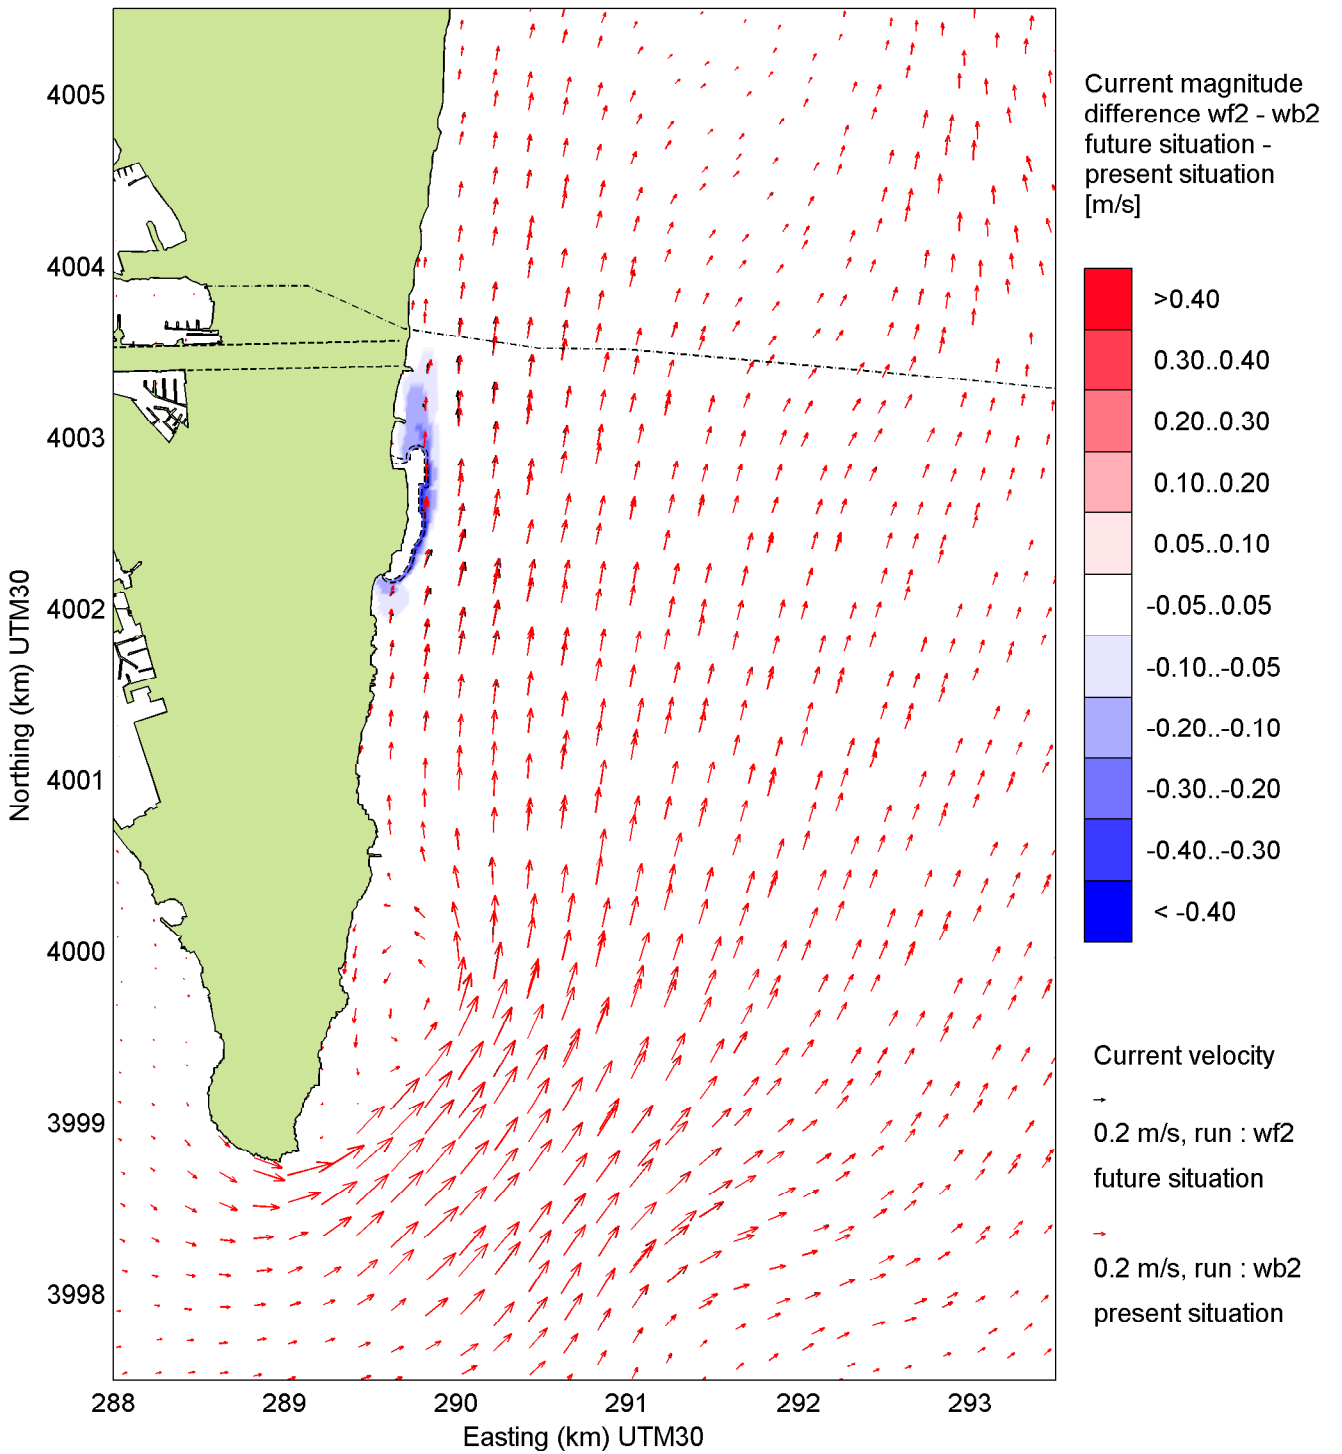 4005
4004
4003
4002
4001
4000
3999
3998
Northing (km) UTM30
288
289
290
291
292
293
Easting (km) UTM30
Current magnitude
difference wf2 - wb2
future situation -
present situation
[m/s]
>0.40
0.30..0.40
0.20..0.30
0.10..0.20
0.05..0.10
-0.05..0.05
-0.10..-0.05
-0.20..-0.10
-0.30..-0.20
-0.40..-0.30
< -0.40
Current velocity
0.2 m/s, run : wf2
future situation
0.2 m/s, run : wb2
present situation